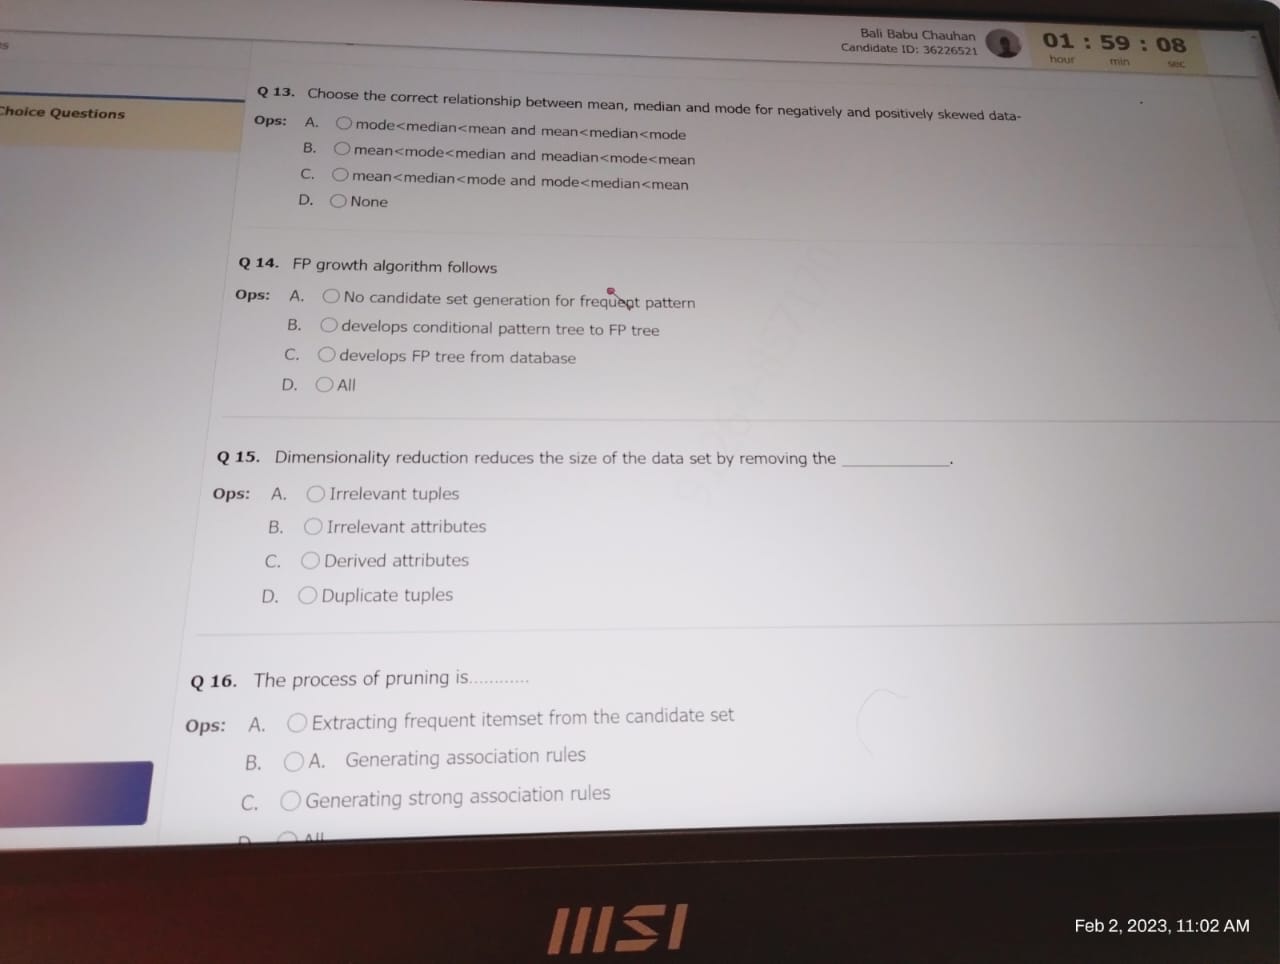 Bali Babu Chauhan
Candidate ID: 36226521
01 : 59 : 08
hour min sec
Choice Questions
Q 13. Choose the correct relationship between mean, median and mode for negatively and positively skewed data-
Ops: A. mode<median<mean and mean<median<mode
B. mean<mode<median and meadian<mode<mean
C. mean<median<mode and mode<median<mean
D. None
Q 14. FP growth algorithm follows
Ops: A. No candidate set generation for frequept pattern
B. develops conditional pattern tree to FP tree
C. develops FP tree from database
D. All
Q 15. Dimensionality reduction reduces the size of the data set by removing the ____________.
Ops: A. Irrelevant tuples
B. Irrelevant attributes
C. Derived attributes
D. Duplicate tuples
Q 16. The process of pruning is............
Ops: A. Extracting frequent itemset from the candidate set
B. A. Generating association rules
C. Generating strong association rules
D. All
msi
Feb 2, 2023, 11:02 AM